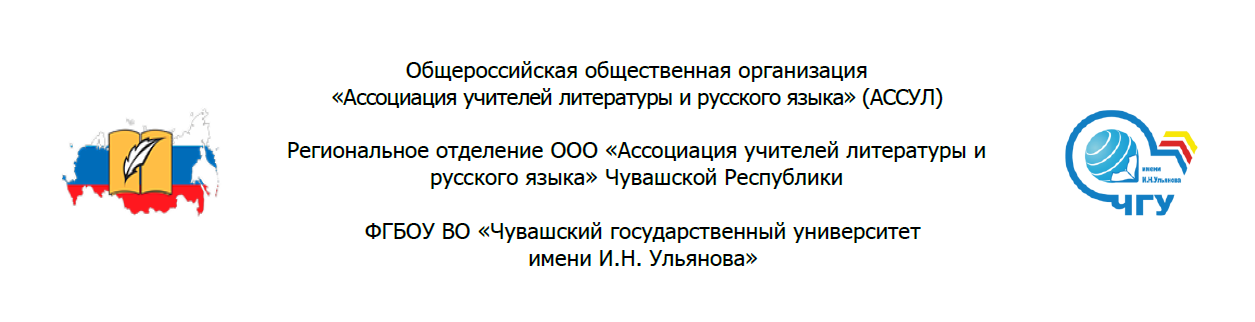 Общероссийская общественная организация
«Ассоциация учителей литературы и русского языка» (АССУЛ)
Региональное отделение ООО «Ассоциация учителей литературы и
русского языка» Чувашской Республики
ФГБОУ ВО «Чувашский государственный университет
имени И.Н. Ульянова»
имени
И.Н.Ульянова
ЧГУ